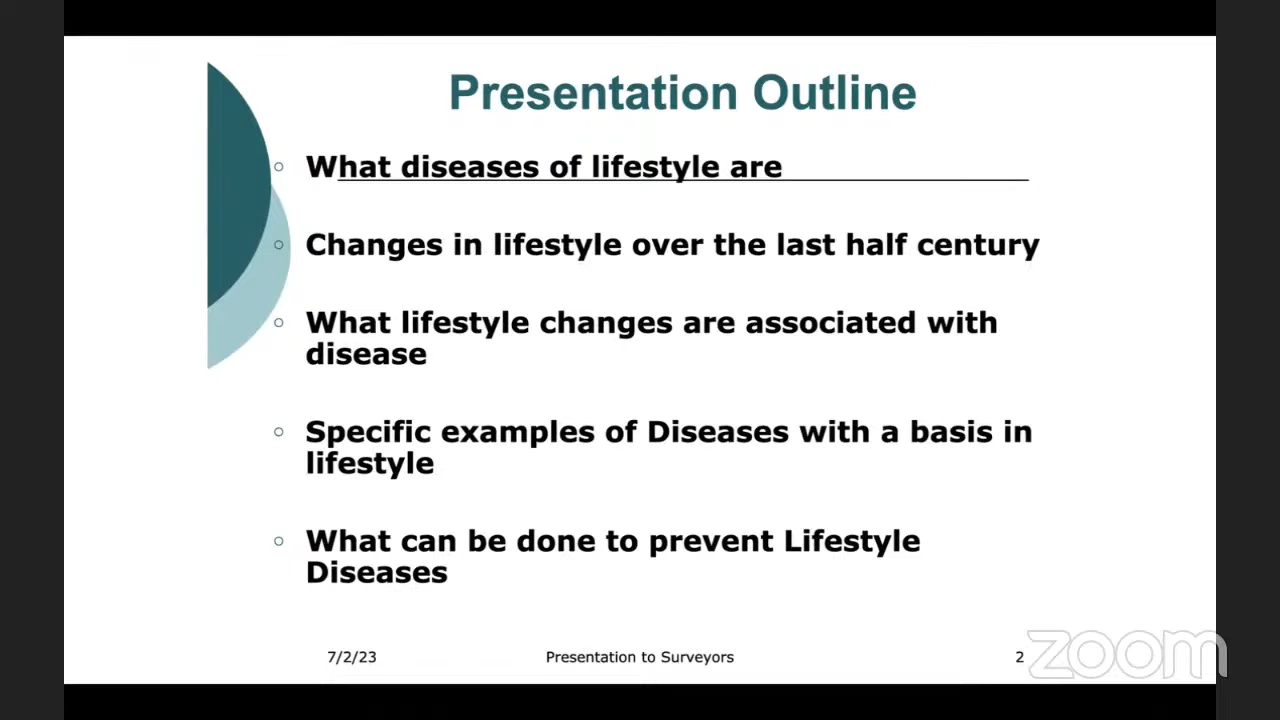 Presentation Outline
What diseases of lifestyle are
Changes in lifestyle over the last half century
What lifestyle changes are associated with
disease
Specific examples of Diseases with a basis in
lifestyle
What can be done to prevent Lifestyle
Diseases
7/2/23 Presentation to Surveyors 2
zoom